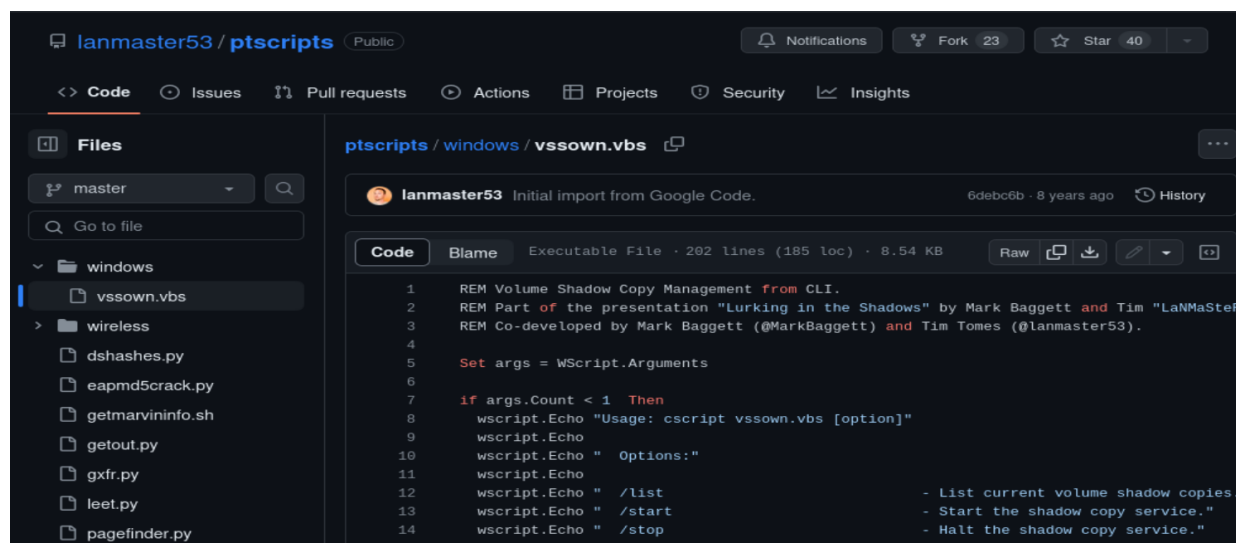 lanmaster53 / ptscripts Public
Notifications Fork 23 Star 40
<> Code Issues Pull requests Actions Projects Security Insights
Files
master
Go to file
windows
vssown.vbs
wireless
dshashes.py
eapmd5crack.py
getmarvininfo.sh
getout.py
gxfr.py
leet.py
pagefinder.py
ptscripts / windows / vssown.vbs
lanmaster53 Initial import from Google Code. 6debc6b · 8 years ago History
Code Blame Executable File · 202 lines (185 loc) · 8.54 KB Raw
1 REM Volume Shadow Copy Management from CLI.
2 REM Part of the presentation "Lurking in the Shadows" by Mark Baggett and Tim "LaNMaSteR
3 REM Co-developed by Mark Baggett (@MarkBaggett) and Tim Tomes (@lanmaster53).
4
5 Set args = WScript.Arguments
6
7 if args.Count < 1 Then
8 wscript.Echo "Usage: cscript vssown.vbs [option]"
9 wscript.Echo
10 wscript.Echo " Options:"
11 wscript.Echo
12 wscript.Echo " /list - List current volume shadow copies.
13 wscript.Echo " /start - Start the shadow copy service."
14 wscript.Echo " /stop - Halt the shadow copy service."